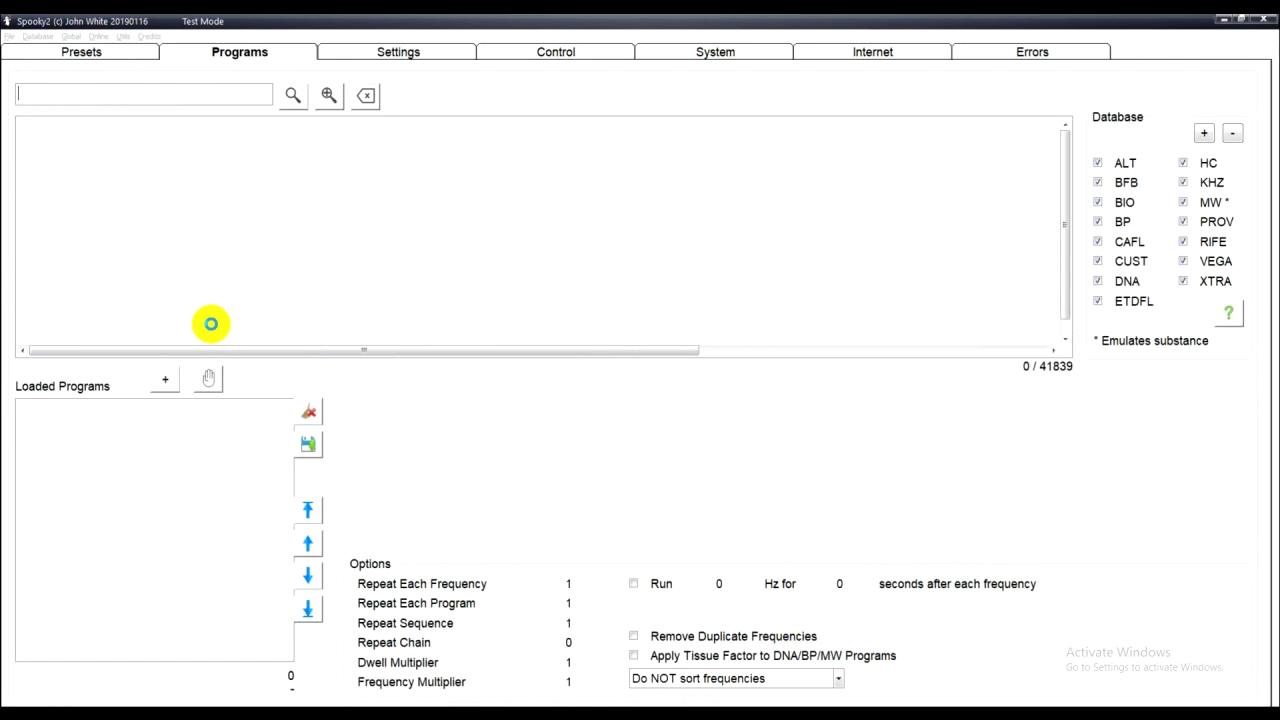 Spooky2 (c) John White 20190116 Test Mode
File Database Global Online Utils Credits
Presets Programs Settings Control System Internet Errors
Database
+ -
ALT HC
BFB KHZ
BIO MW *
BP PROV
CAFL RIFE
CUST VEGA
DNA XTRA
ETDFL
?
* Emulates substance
0 / 41839
Loaded Programs +
0
-
Options
Repeat Each Frequency 1
Repeat Each Program 1
Repeat Sequence 1
Repeat Chain 0
Dwell Multiplier 1
Frequency Multiplier 1
Run 0 Hz for 0 seconds after each frequency
Remove Duplicate Frequencies
Apply Tissue Factor to DNA/BP/MW Programs
Do NOT sort frequencies
Activate Windows
Go to Settings to activate Windows.